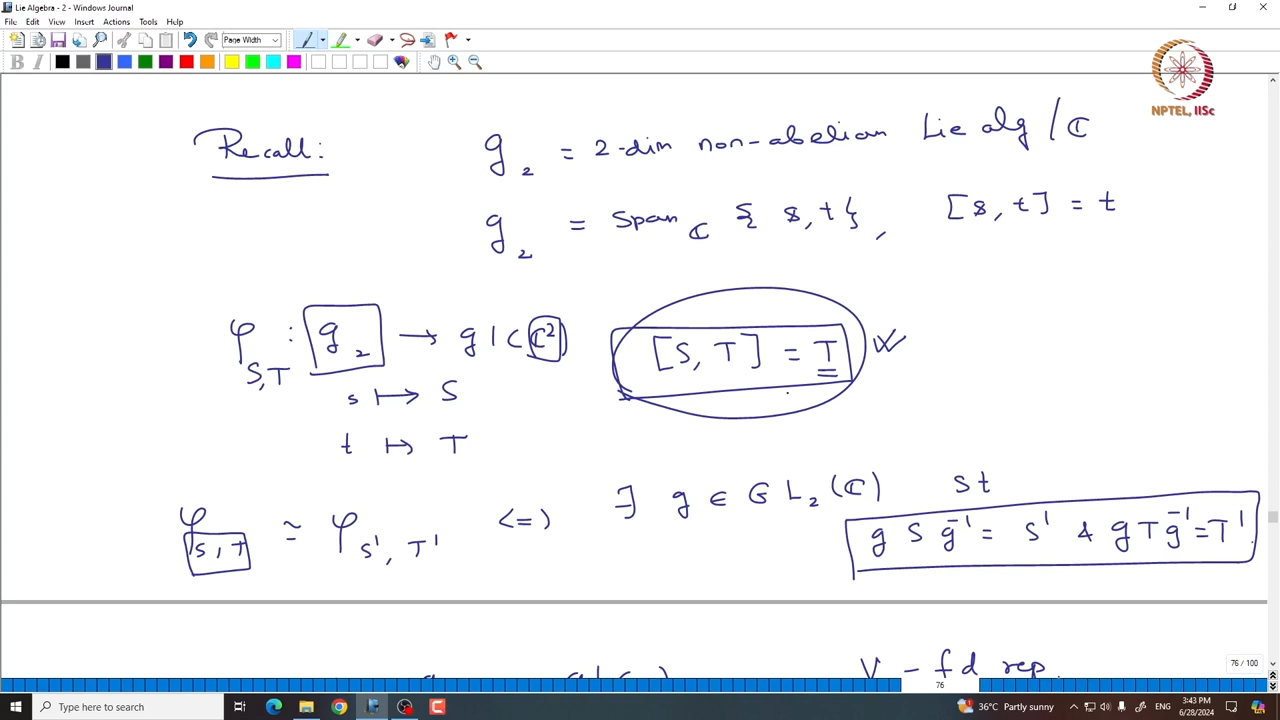 Lie Algebra - 2 - Windows Journal
File Edit View Insert Actions Tools Help
Page Width
NPTEL, IISc
Recall: g₂ = 2-dim non-abelian Lie alg / ℂ
g₂ = Span_ℂ { s, t }, [s, t] = t
φ_{S,T} : g₂ → gl(ℂ²) [S, T] = T
s ↦ S
t ↦ T
φ_{S,T} ≃ φ_{S', T'} <=> ∃ g ∈ GL₂(ℂ) st
g S g⁻¹ = S' & g T g⁻¹ = T'
V - fd rep
76 / 100
76
Type here to search
36°C Partly sunny
ENG
3:43 PM
6/28/2024